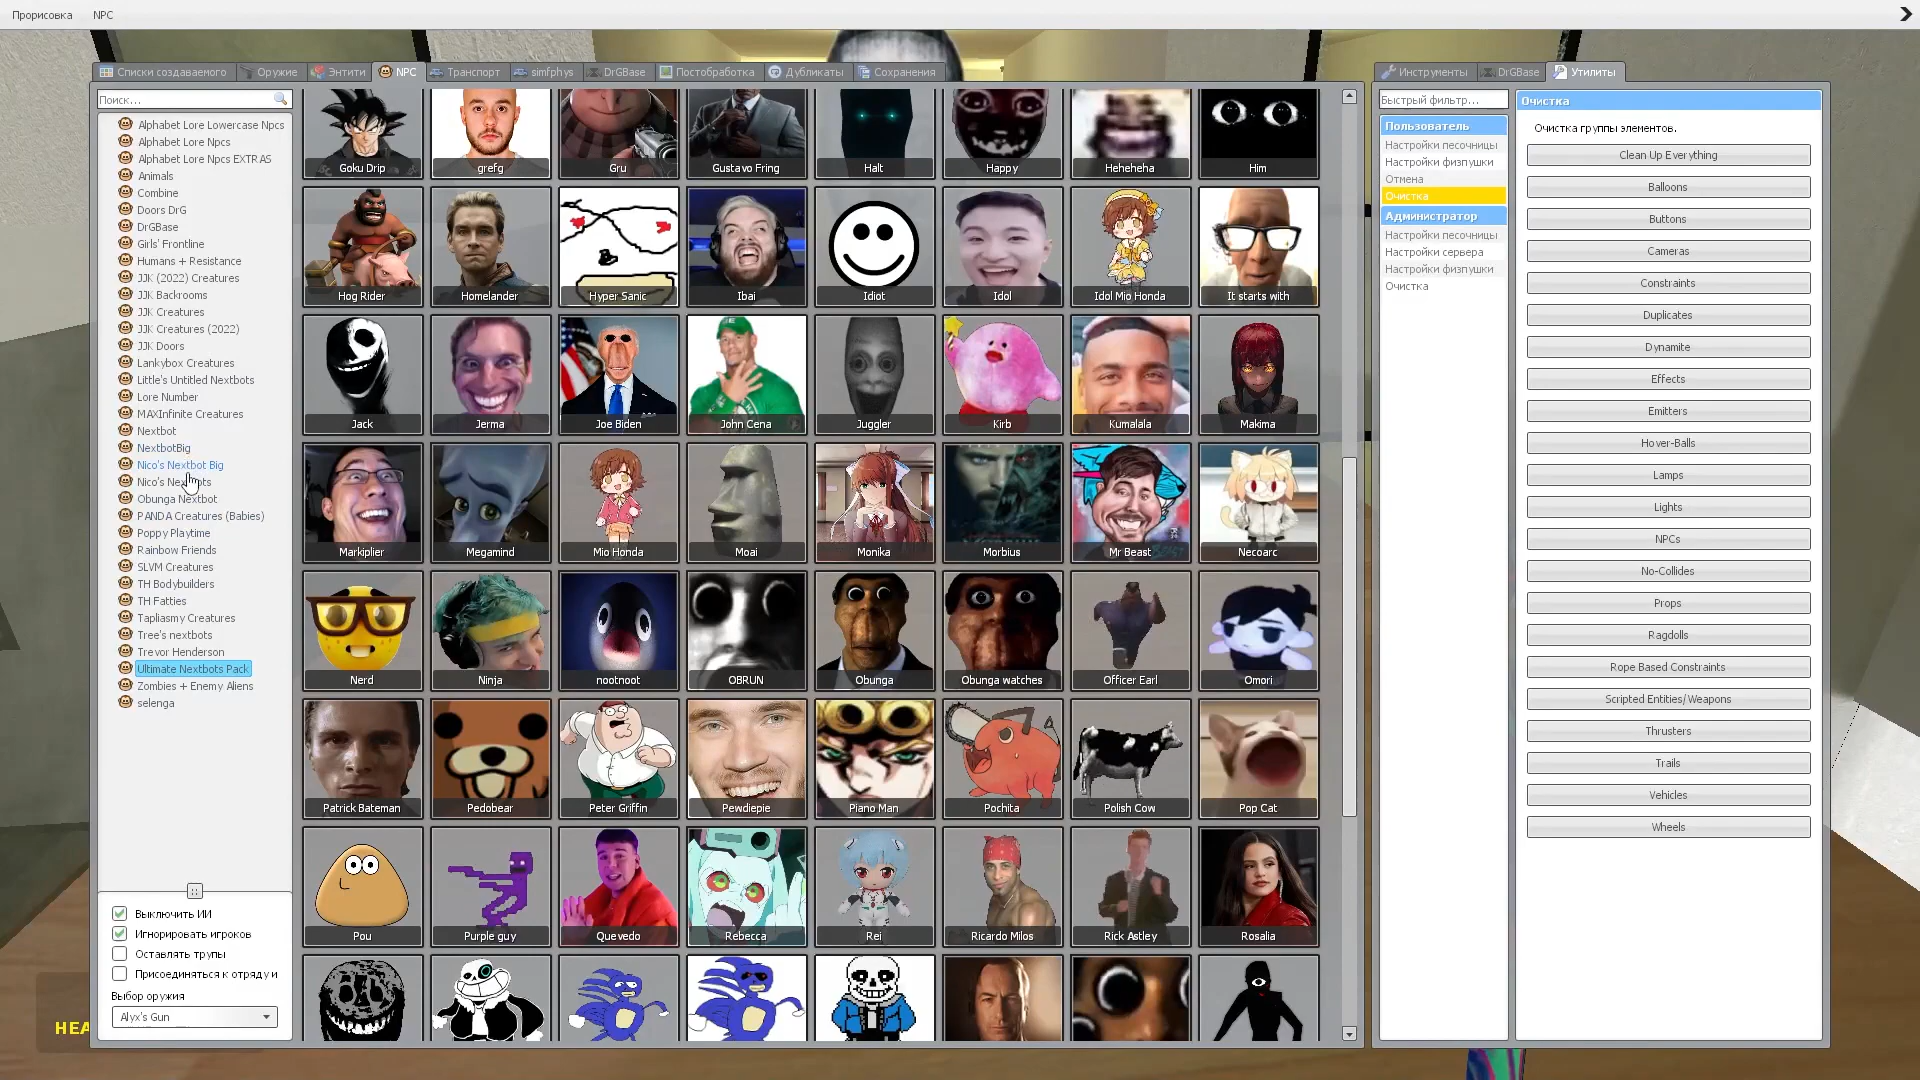 Прорисовка NPC
Списки создаваемого Оружие Энтити NPC Транспорт simfphys DrGBase Постобработка Дубликаты Сохранения
Инструменты DrGBase Утилиты
Поиск...
Alphabet Lore Lowercase Npcs
Alphabet Lore Npcs
Alphabet Lore Npcs EXTRAS
Animals
Combine
Doors DrG
DrGBase
Girls' Frontline
Humans + Resistance
JJK (2022) Creatures
JJK Backrooms
JJK Creatures
JJK Creatures (2022)
JJK Doors
Lankybox Creatures
Little's Untitled Nextbots
Lore Number
MAXInfinite Creatures
Nextbot
NextbotBig
Nico's Nextbot Big
Nico's Nextbots
Obunga Nextbot
PANDA Creatures (Babies)
Poppy Playtime
Rainbow Friends
SLVM Creatures
TH Bodybuilders
TH Fatties
Tapliasmy Creatures
Tree's nextbots
Trevor Henderson
Ultimate Nextbots Pack
Zombies + Enemy Aliens
selenga
Выключить ИИ
Игнорировать игроков
Оставлять трупы
Присоединяться к отряду и
Выбор оружия
Alyx's Gun
HEA
Goku Drip grefg Gru Gustavo Fring Halt Happy Heheheha Him
Hog Rider Homelander Hyper Sanic Ibai Idiot Idol Idol Mio Honda It starts with
Jack Jerma Joe Biden John Cena Juggler Kirb Kumalala Makima
Markiplier Megamind Mio Honda Moai Monika Morbius Mr Beast Necoarc
Nerd Ninja nootnoot OBRUN Obunga Obunga watches Officer Earl Omori
Patrick Bateman Pedobear Peter Griffin Pewdiepie Piano Man Pochita Polish Cow Pop Cat
Pou Purple guy Quevedo Rebecca Rei Ricardo Milos Rick Astley Rosalia
Быстрый фильтр...
Пользователь
Настройки песочницы
Настройки физпушки
Отмена
Очистка
Администратор
Настройки песочницы
Настройки сервера
Настройки физпушки
Очистка
Очистка
Очистка группы элементов.
Clean Up Everything
Balloons
Buttons
Cameras
Constraints
Duplicates
Dynamite
Effects
Emitters
Hover-Balls
Lamps
Lights
NPCs
No-Collides
Props
Ragdolls
Rope Based Constraints
Scripted Entities/Weapons
Thrusters
Trails
Vehicles
Wheels